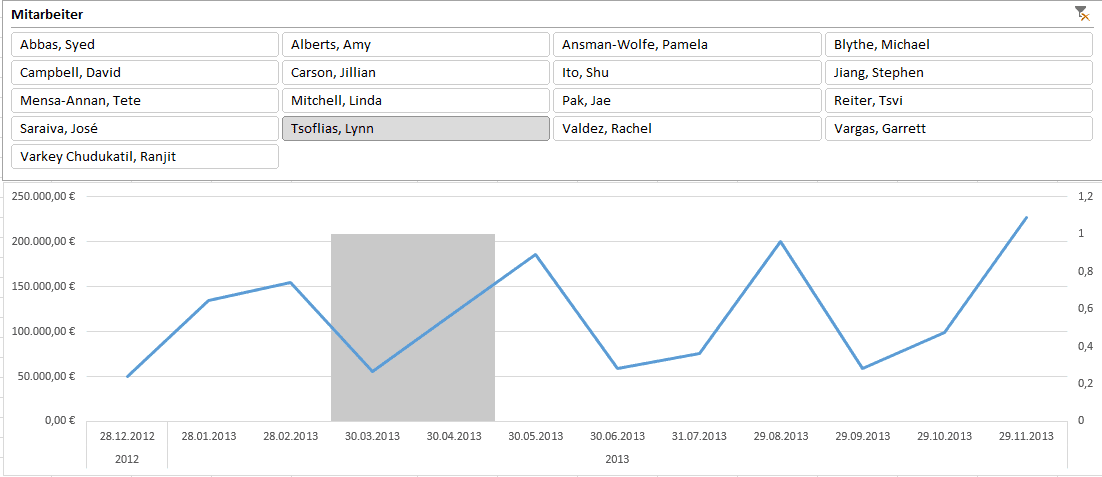 Mitarbeiter
Abbas, Syed Alberts, Amy Ansman-Wolfe, Pamela Blythe, Michael
Campbell, David Carson, Jillian Ito, Shu Jiang, Stephen
Mensa-Annan, Tete Mitchell, Linda Pak, Jae Reiter, Tsvi
Saraiva, José Tsoflias, Lynn Valdez, Rachel Vargas, Garrett
Varkey Chudukatil, Ranjit
250.000,00 € 1,2
200.000,00 € 1
150.000,00 € 0,8
100.000,00 € 0,6
50.000,00 € 0,4
0,2
0,00 € 0
28.12.2012 28.01.2013 28.02.2013 30.03.2013 30.04.2013 30.05.2013 30.06.2013 31.07.2013 29.08.2013 29.09.2013 29.10.2013 29.11.2013
2012 2013